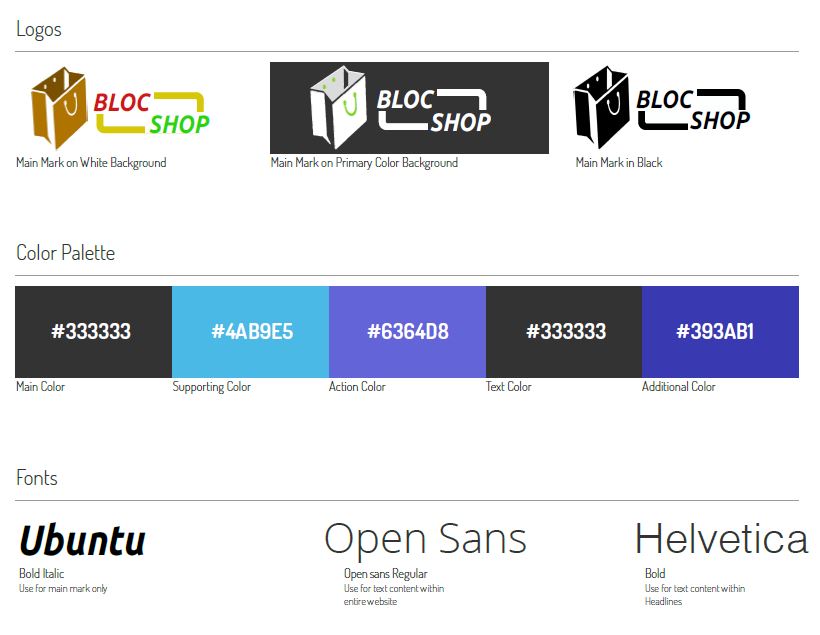 Logos
BLOC
SHOP
BLOC
SHOP
BLOC
SHOP
Main Mark on White Background
Main Mark on Primary Color Background
Main Mark in Black
Color Palette
#333333
#4AB9E5
#6364D8
#333333
#393AB1
Main Color
Supporting Color
Action Color
Text Color
Additional Color
Fonts
Ubuntu
Open Sans
Helvetica
Bold Italic
Use for main mark only
Open sans Regular
Use for text content within
entire website
Bold
Use for text content within
Headlines